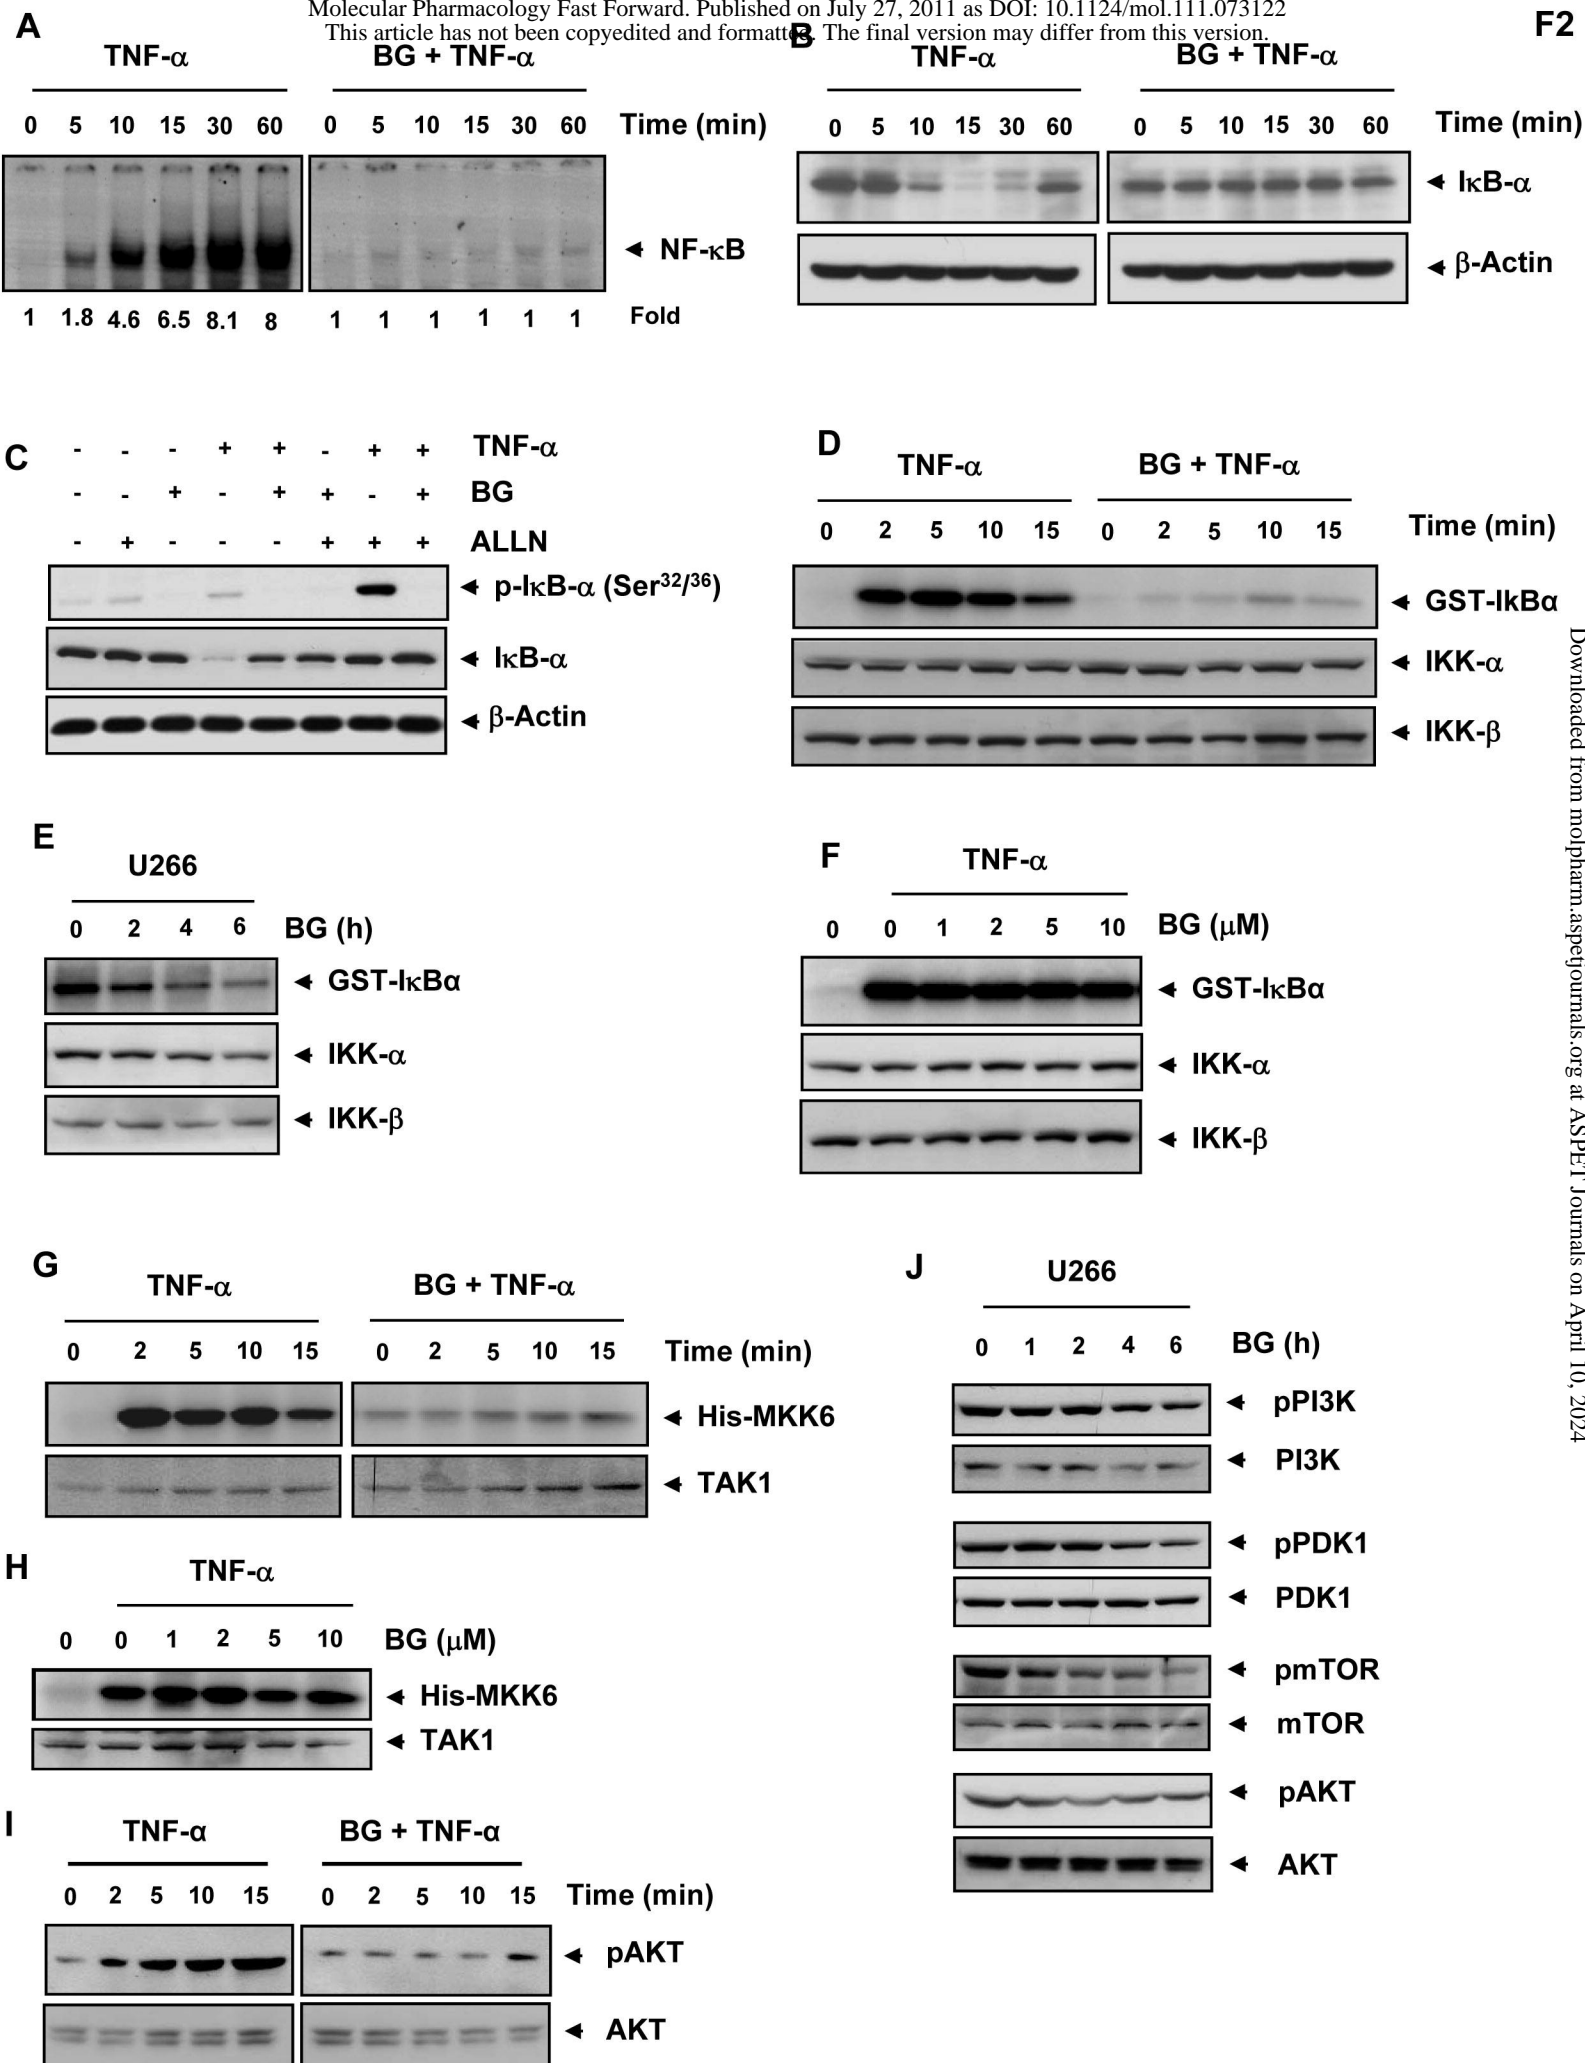 Molecular Pharmacology Fast Forward. Published on July 27, 2011 as DOI: 10.1124/mol.111.073122
This article has not been copyedited and formatted. The final version may differ from this version.
F2
A
TNF-α BG + TNF-α
0 5 10 15 30 60 0 5 10 15 30 60 Time (min)
NF-κB
1 1.8 4.6 6.5 8.1 8 1 1 1 1 1 1 Fold
B
TNF-α BG + TNF-α
0 5 10 15 30 60 0 5 10 15 30 60 Time (min)
IκB-α
β-Actin
C
- - - + + - + + TNF-α
- - + - + + - + BG
- + - - - + + + ALLN
p-IκB-α (Ser32/36)
IκB-α
β-Actin
D
TNF-α BG + TNF-α
0 2 5 10 15 0 2 5 10 15 Time (min)
GST-IkBα
IKK-α
IKK-β
E
U266
0 2 4 6 BG (h)
GST-IκBα
IKK-α
IKK-β
F
TNF-α
0 0 1 2 5 10 BG (μM)
GST-IκBα
IKK-α
IKK-β
G
TNF-α BG + TNF-α
0 2 5 10 15 0 2 5 10 15 Time (min)
His-MKK6
TAK1
H
TNF-α
0 0 1 2 5 10 BG (μM)
His-MKK6
TAK1
I
TNF-α BG + TNF-α
0 2 5 10 15 0 2 5 10 15 Time (min)
pAKT
AKT
J
U266
0 1 2 4 6 BG (h)
pPI3K
PI3K
pPDK1
PDK1
pmTOR
mTOR
pAKT
AKT
Downloaded from molpharm.aspetjournals.org at ASPET Journals on April 10, 2024